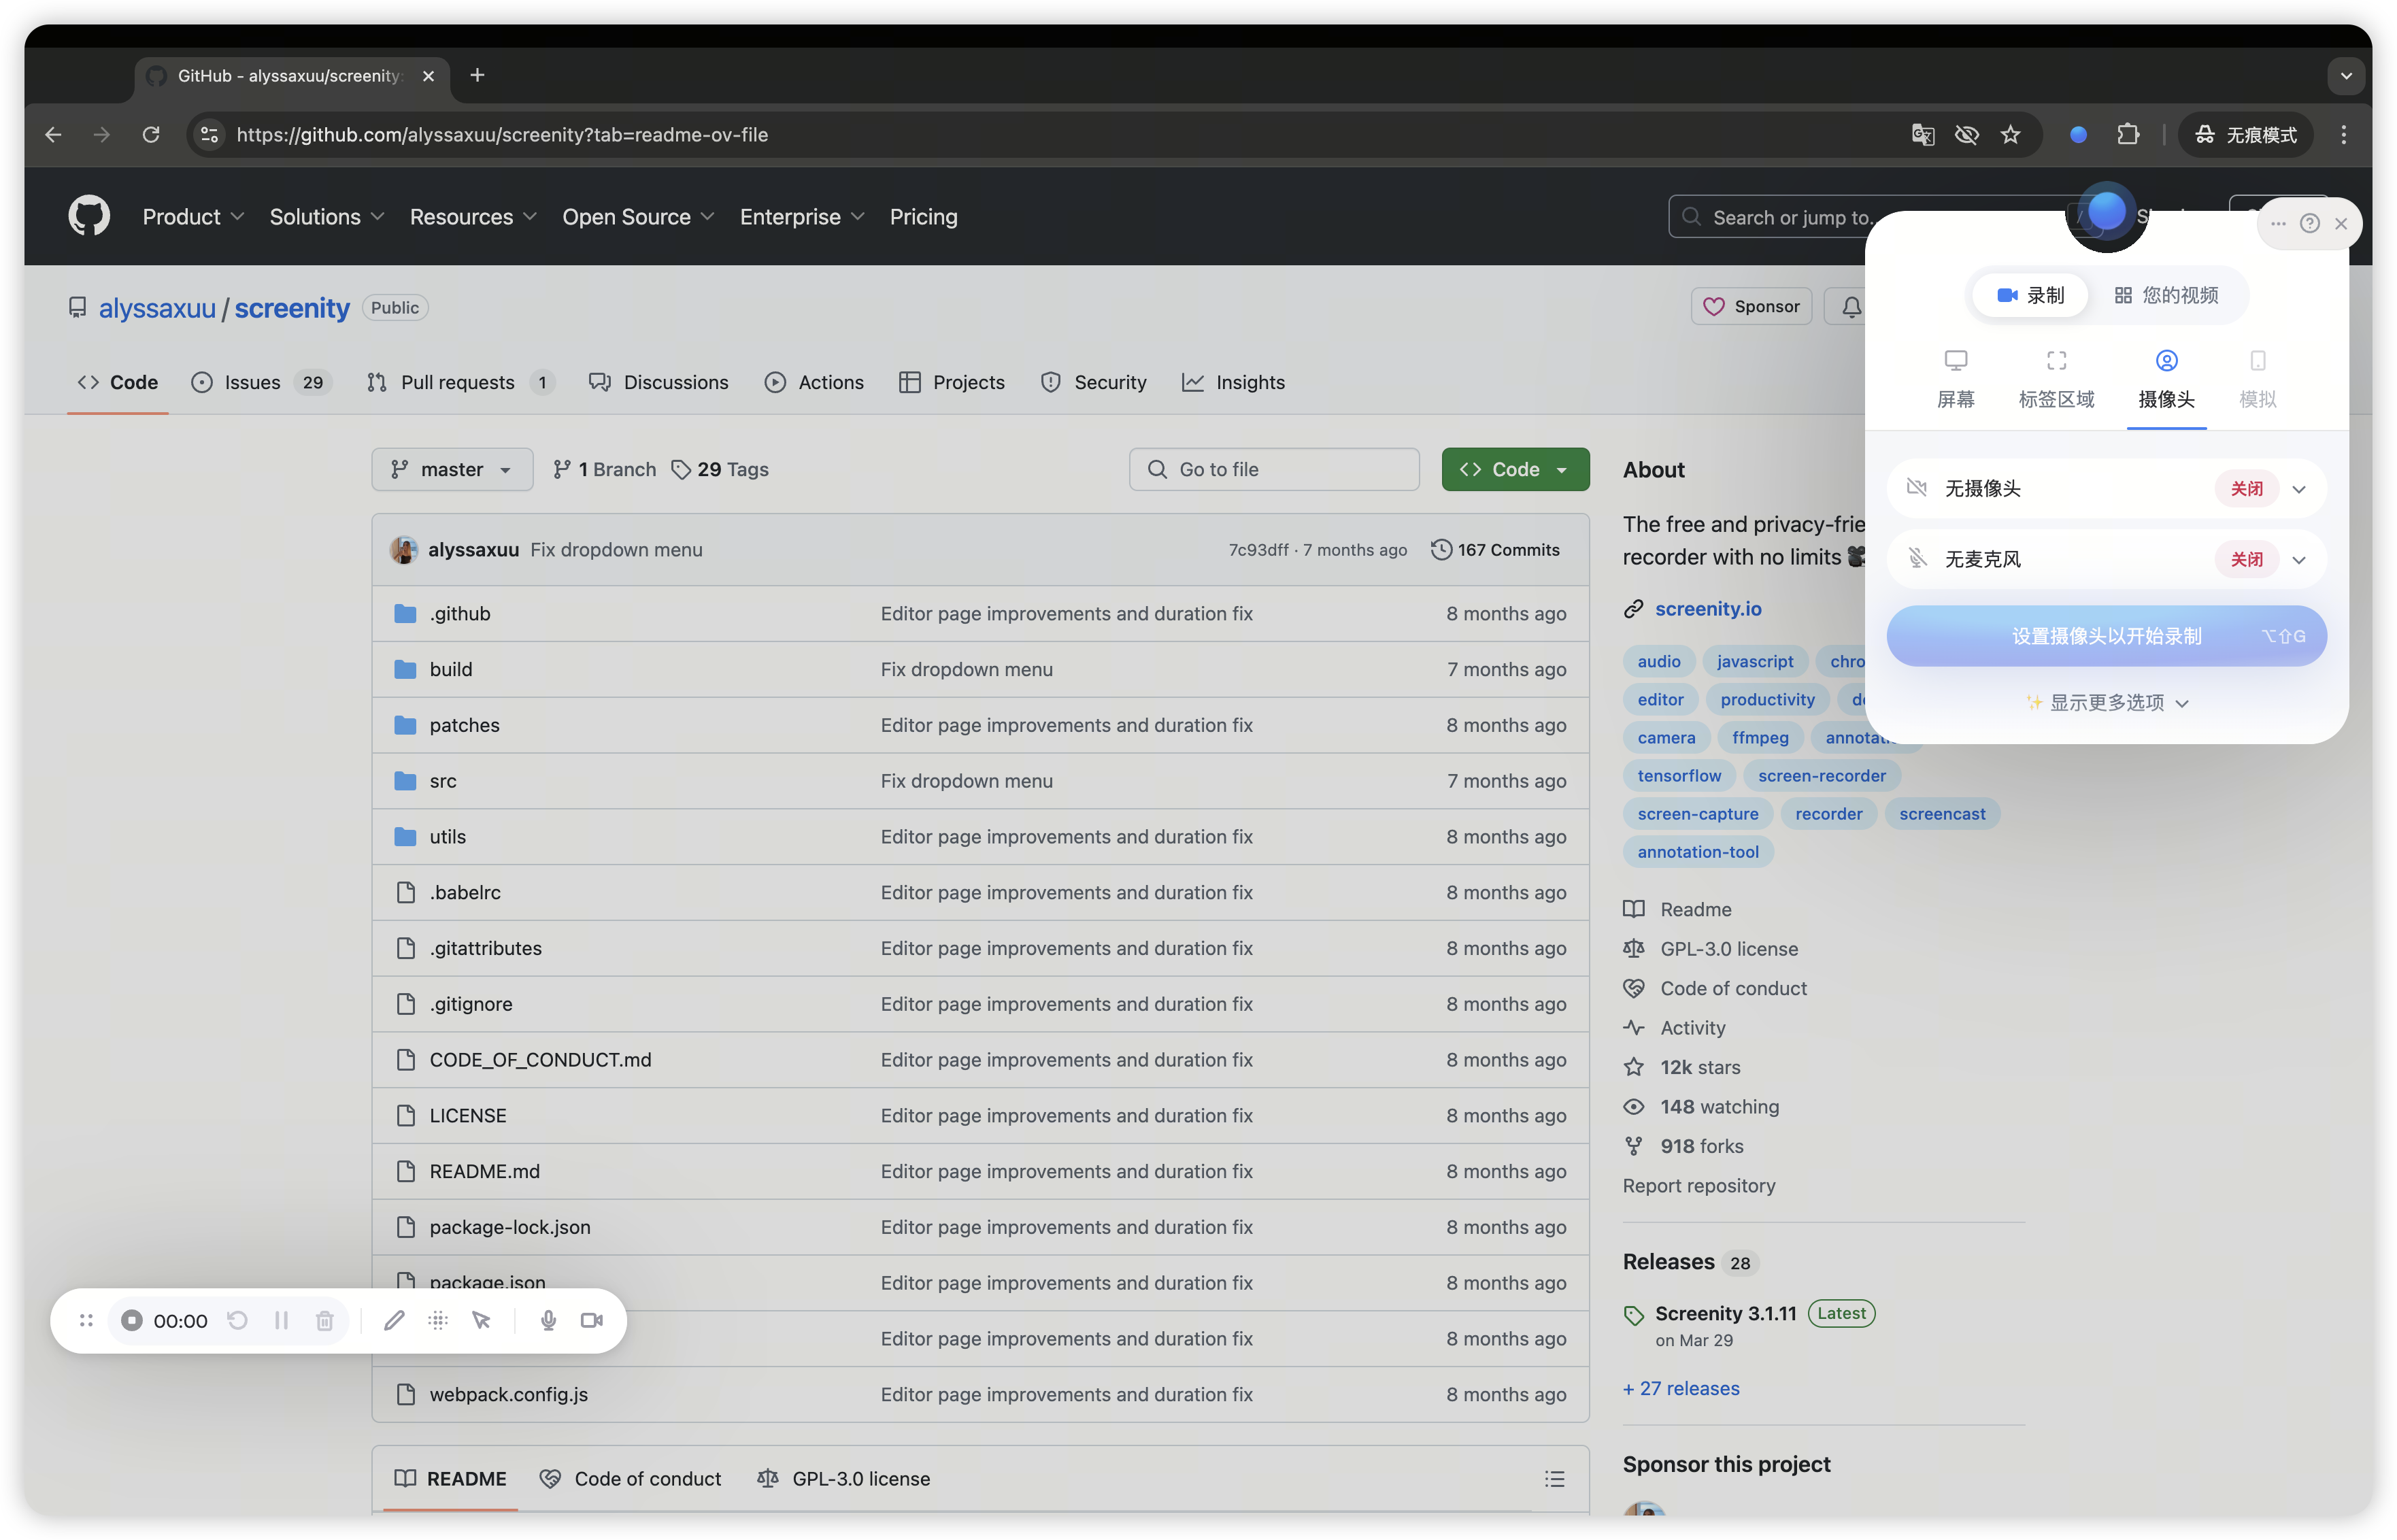 GitHub - alyssaxuu/screenity:
https://github.com/alyssaxuu/screenity?tab=readme-ov-file
无痕模式
Product
Solutions
Resources
Open Source
Enterprise
Pricing
Search or jump to...
/
alyssaxuu / screenity
Public
Sponsor
Code
Issues 29
Pull requests 1
Discussions
Actions
Projects
Security
Insights
录制
您的视频
屏幕
标签区域
摄像头
模拟
无摄像头
关闭
无麦克风
关闭
设置摄像头以开始录制
⌥⇧G
显示更多选项
master
1 Branch
29 Tags
Go to file
Code
alyssaxuu Fix dropdown menu
7c93dff · 7 months ago
167 Commits
.github Editor page improvements and duration fix 8 months ago
build Fix dropdown menu 7 months ago
patches Editor page improvements and duration fix 8 months ago
src Fix dropdown menu 7 months ago
utils Editor page improvements and duration fix 8 months ago
.babelrc Editor page improvements and duration fix 8 months ago
.gitattributes Editor page improvements and duration fix 8 months ago
.gitignore Editor page improvements and duration fix 8 months ago
CODE_OF_CONDUCT.md Editor page improvements and duration fix 8 months ago
LICENSE Editor page improvements and duration fix 8 months ago
README.md Editor page improvements and duration fix 8 months ago
package-lock.json Editor page improvements and duration fix 8 months ago
package.json Editor page improvements and duration fix 8 months ago
Editor page improvements and duration fix 8 months ago
webpack.config.js Editor page improvements and duration fix 8 months ago
00:00
README
Code of conduct
GPL-3.0 license
About
The free and privacy-frie
recorder with no limits
screenity.io
audio javascript chro
editor productivity
camera ffmpeg
tensorflow screen-recorder
screen-capture recorder screencast
annotation-tool
Readme
GPL-3.0 license
Code of conduct
Activity
12k stars
148 watching
918 forks
Report repository
Releases 28
Screenity 3.1.11 Latest
on Mar 29
+ 27 releases
Sponsor this project